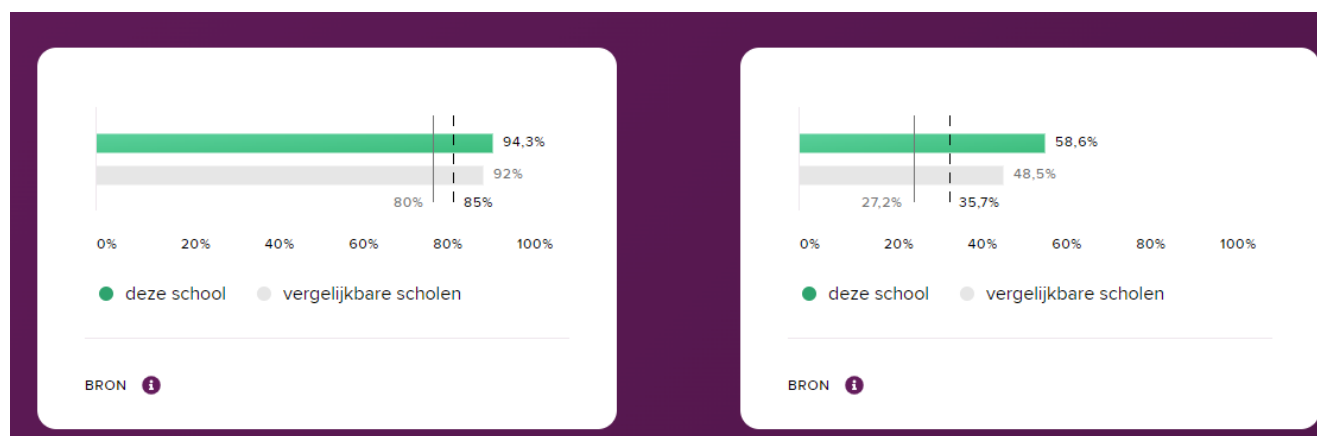 94,3%
92%
80% 85%
0% 20% 40% 60% 80% 100%
deze school vergelijkbare scholen
BRON
58,6%
48,5%
27,2% 35,7%
0% 20% 40% 60% 80% 100%
deze school vergelijkbare scholen
BRON